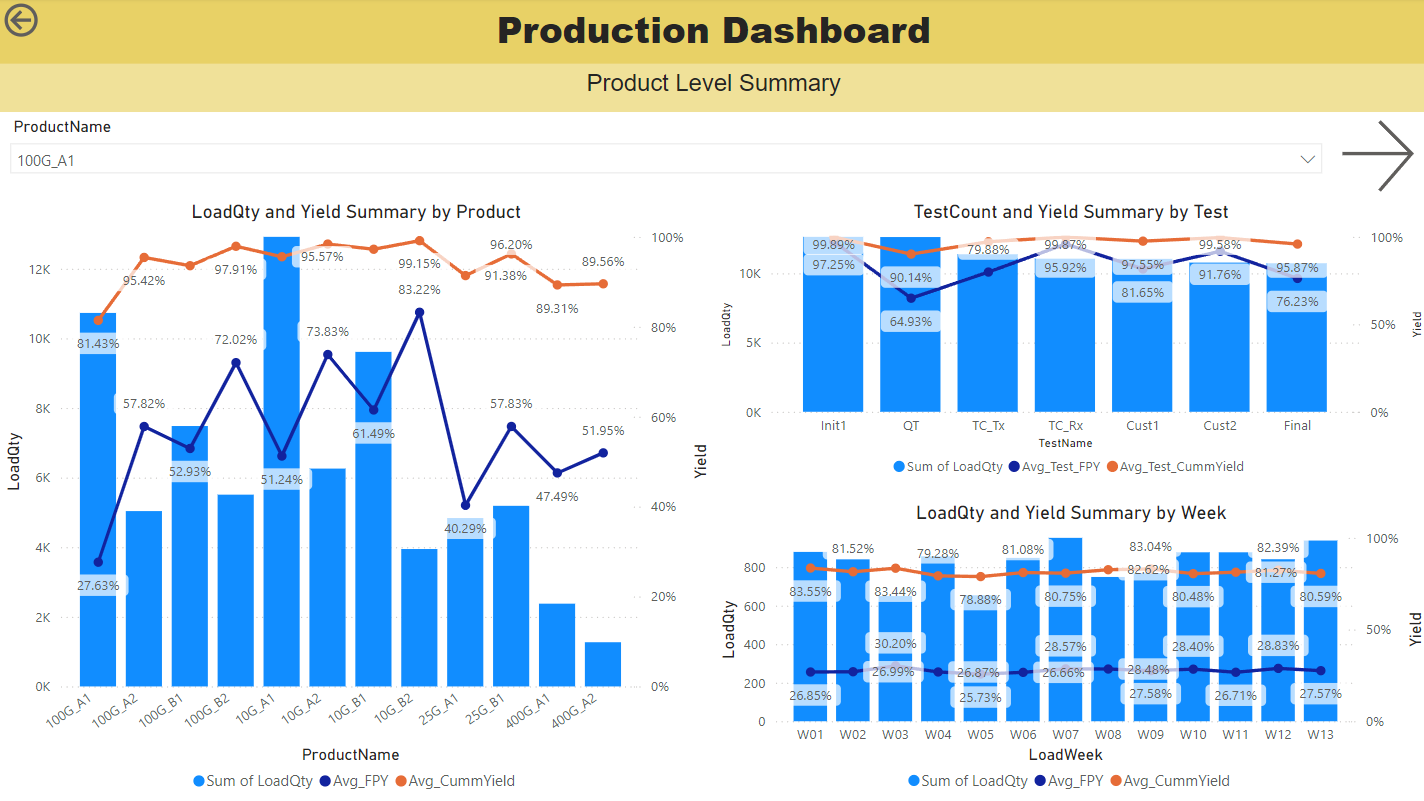 Production Dashboard
Product Level Summary
ProductName
100G_A1
LoadQty and Yield Summary by Product
LoadQty
12K
10K
8K
6K
4K
2K
0K
100%
80%
60%
40%
20%
0%
Yield
81.43%
95.42%
97.91%
95.57%
99.15%
96.20%
91.38%
89.31%
89.56%
27.63%
57.82%
52.93%
72.02%
51.24%
73.83%
61.49%
83.22%
40.29%
57.83%
47.49%
51.95%
100G_A1
100G_A2
100G_B1
100G_B2
10G_A1
10G_A2
10G_B1
10G_B2
25G_A1
25G_B1
400G_A1
400G_A2
ProductName
Sum of LoadQty Avg_FPY Avg_CummYield
TestCount and Yield Summary by Test
LoadQty
10K
5K
0K
100%
50%
0%
Yield
99.89%
90.14%
79.88%
99.87%
97.55%
99.58%
95.87%
97.25%
64.93%
95.92%
81.65%
91.76%
76.23%
Init1 QT TC_Tx TC_Rx Cust1 Cust2 Final
TestName
Sum of LoadQty Avg_Test_FPY Avg_Test_CummYield
LoadQty and Yield Summary by Week
LoadQty
800
600
400
200
0
100%
50%
0%
Yield
83.55%
81.52%
83.44%
79.28%
78.88%
81.08%
80.75%
83.04%
82.62%
80.48%
82.39%
81.27%
80.59%
26.85%
30.20%
26.99%
26.87%
25.73%
28.57%
26.66%
28.48%
27.58%
28.40%
26.71%
28.83%
27.57%
W01 W02 W03 W04 W05 W06 W07 W08 W09 W10 W11 W12 W13
LoadWeek
Sum of LoadQty Avg_FPY Avg_CummYield